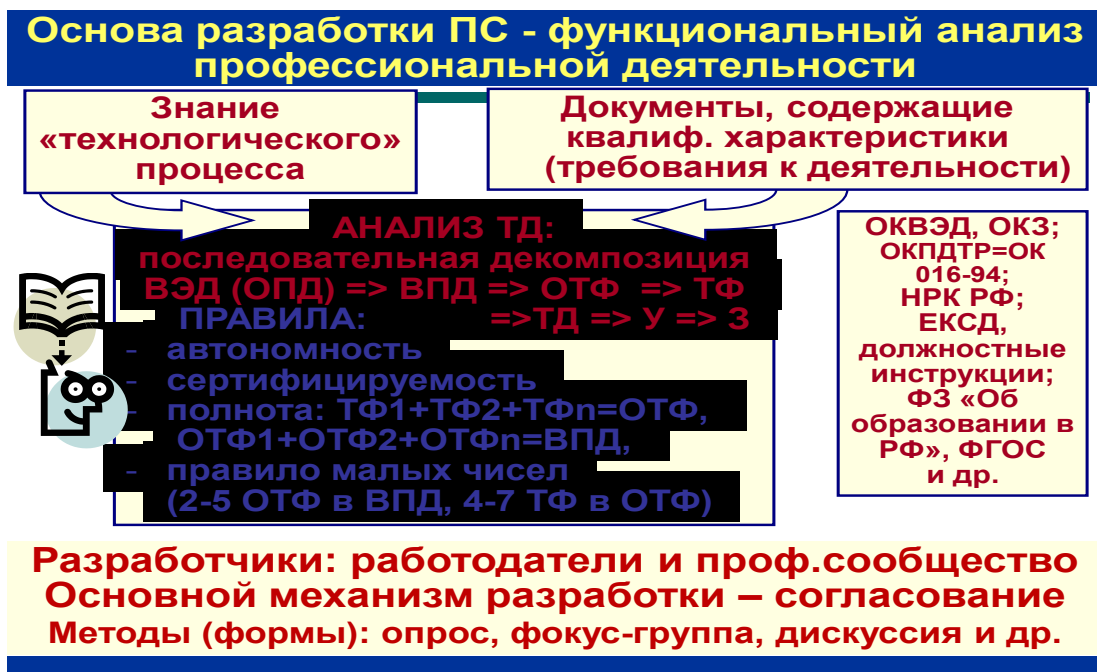 Основа разработки ПС - функциональный анализ
профессиональной деятельности
Знание
«технологического»
процесса
Документы, содержащие
квалиф. характеристики
(требования к деятельности)
АНАЛИЗ ТД:
последовательная декомпозиция
ВЭД (ОПД) => ВПД => ОТФ => ТФ
ПРАВИЛА: =>ТД => У => З
- автономность
- сертифицируемость
- полнота: ТФ1+ТФ2+ТФn=ОТФ,
ОТФ1+ОТФ2+ОТФn=ВПД,
- правило малых чисел
(2-5 ОТФ в ВПД, 4-7 ТФ в ОТФ)
ОКВЭД, ОКЗ;
ОКПДТР=ОК
016-94;
НРК РФ;
ЕКСД,
должностные
инструкции;
ФЗ «Об
образовании в
РФ», ФГОС
и др.
Разработчики: работодатели и проф.сообщество
Основной механизм разработки – согласование
Методы (формы): опрос, фокус-группа, дискуссия и др.